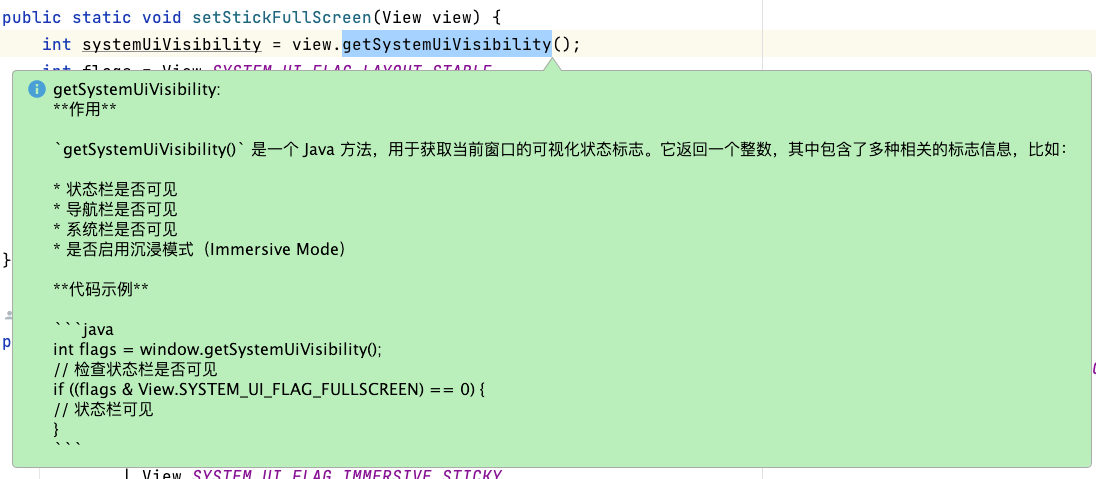 public static void setStickFullScreen(View view) {
int systemUiVisibility = view.getSystemUiVisibility();
int flags = View.SYSTEM_UI_FLAG_LAYOUT_STABLE
getSystemUiVisibility:
**作用**
`getSystemUiVisibility()` 是一个 Java 方法，用于获取当前窗口的可视化状态标志。它返回一个整数，其中包含了多种相关的标志信息，比如：
* 状态栏是否可见
* 导航栏是否可见
* 系统栏是否可见
* 是否启用沉浸模式（Immersive Mode）
}
**代码示例**
```java
p
int flags = window.getSystemUiVisibility();
// 检查状态栏是否可见
if ((flags & View.SYSTEM_UI_FLAG_FULLSCREEN) == 0) {
// 状态栏可见
}
```
| View.SYSTEM_UI_FLAG_IMMERSIVE_STICKY